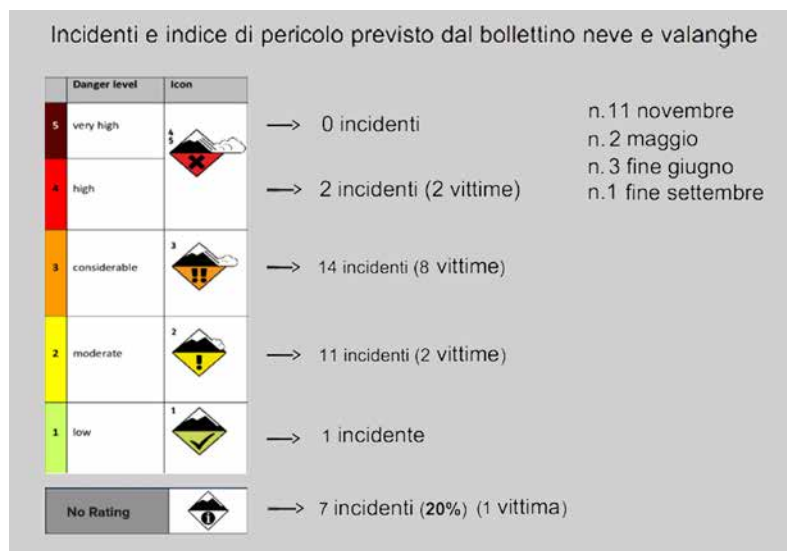 Incidenti e indice di pericolo previsto dal bollettino neve e valanghe
Danger level Icon
5 very high 4 5 → 0 incidenti
4 high → 2 incidenti (2 vittime)
3 considerable 3 !! → 14 incidenti (8 vittime)
2 moderate 2 ! → 11 incidenti (2 vittime)
1 low 1 → 1 incidente
No Rating i → 7 incidenti (20%) (1 vittima)
n.11 novembre
n.2 maggio
n.3 fine giugno
n.1 fine settembre